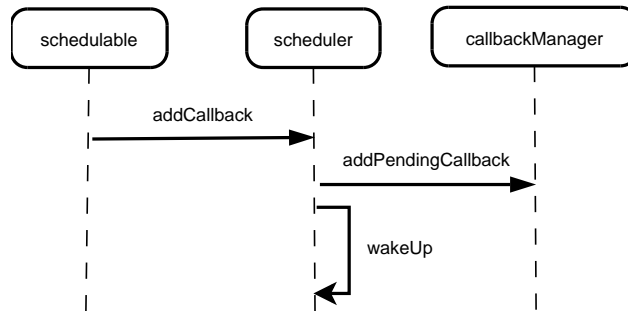 schedulable
scheduler
callbackManager
addCallback
addPendingCallback
wakeUp